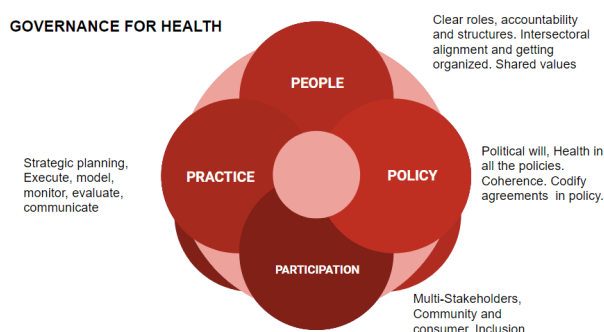 GOVERNANCE FOR HEALTH
Clear roles, accountability
and structures. Intersectoral
alignment and getting
organized. Shared values
PEOPLE
Strategic planning,
Execute, model,
monitor, evaluate,
communicate
PRACTICE
POLICY
Political will, Health in
all the policies.
Coherence. Codify
agreements in policy.
PARTICIPATION
Multi-Stakeholders,
Community and
consumer. Inclusion